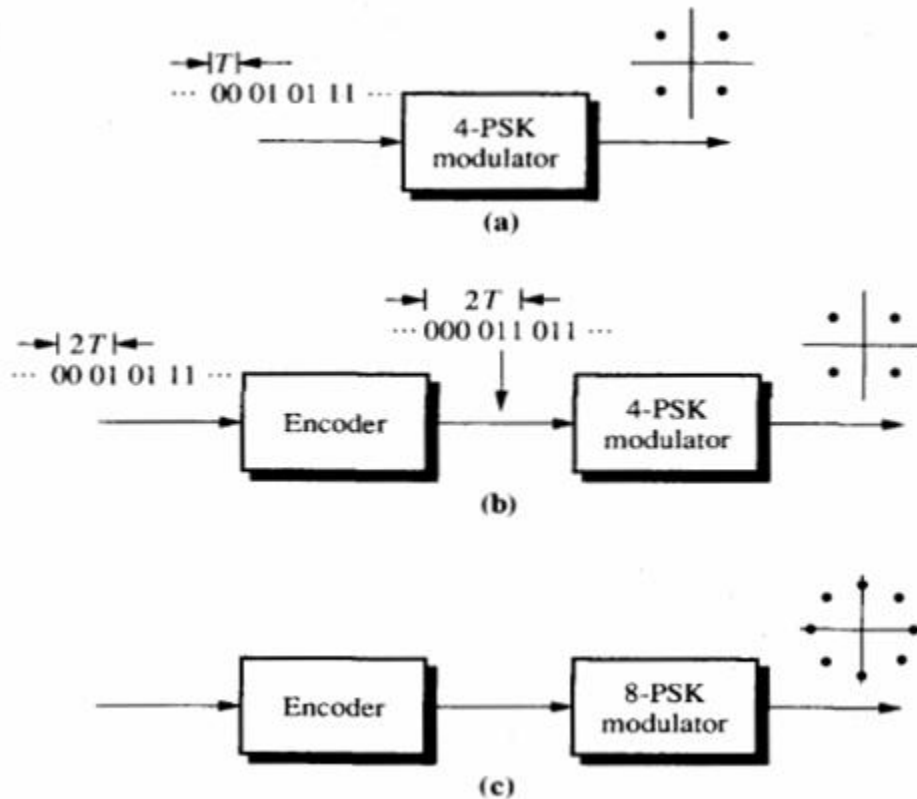 T
··· 00 01 01 11 ···
4-PSK
modulator
(a)
2T
··· 000 011 011 ···
2T
··· 00 01 01 11 ···
Encoder
4-PSK
modulator
(b)
Encoder
8-PSK
modulator
(c)